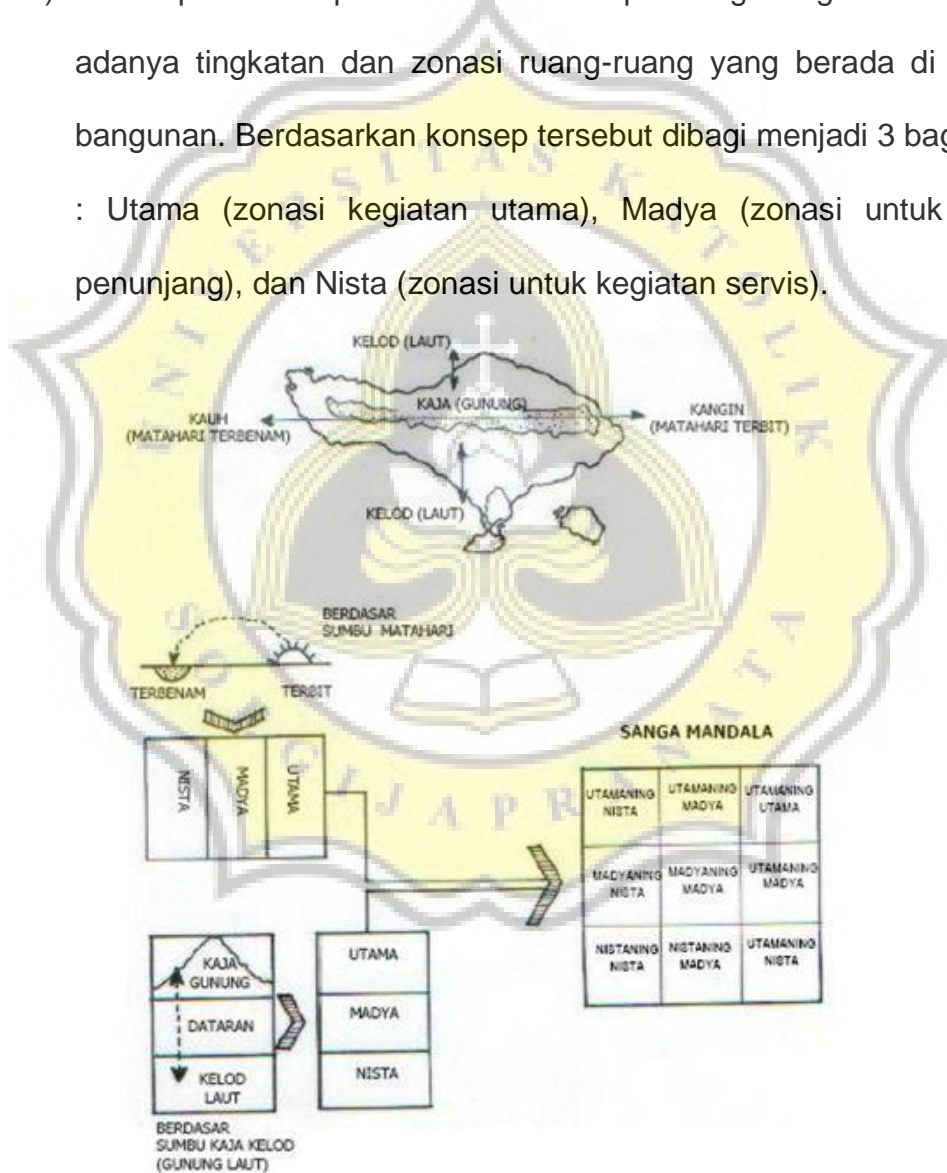 adanya tingkatan dan zonasi ruang-ruang yang berada di
bangunan. Berdasarkan konsep tersebut dibagi menjadi 3 bag
: Utama (zonasi kegiatan utama), Madya (zonasi untuk
penunjang), dan Nista (zonasi untuk kegiatan servis).
KELOD (LAUT)
KAJA (GUNUNG)
KAUH
(MATAHARI TERBENAM)
KANGIN
(MATAHARI TERBIT)
KELOD (LAUT)
BERDASAR
SUMBU MATAHARI
TERBENAM
TERBIT
NISTA
MADYA
UTAMA
SANGA MANDALA
UTAMANING
NISTA
UTAMANING
MADYA
UTAMANING
UTAMA
MADYANING
NISTA
MADYANING
MADYA
UTAMANING
MADYA
NISTANING
NISTA
NISTANING
MADYA
UTAMANING
NISTA
KAJA
GUNUNG
DATARAN
KELOD
LAUT
UTAMA
MADYA
NISTA
BERDASAR
SUMBU KAJA KELOD
(GUNUNG LAUT)
UNIVERSITAS KATOLIK
SOEGIJAPRANATA